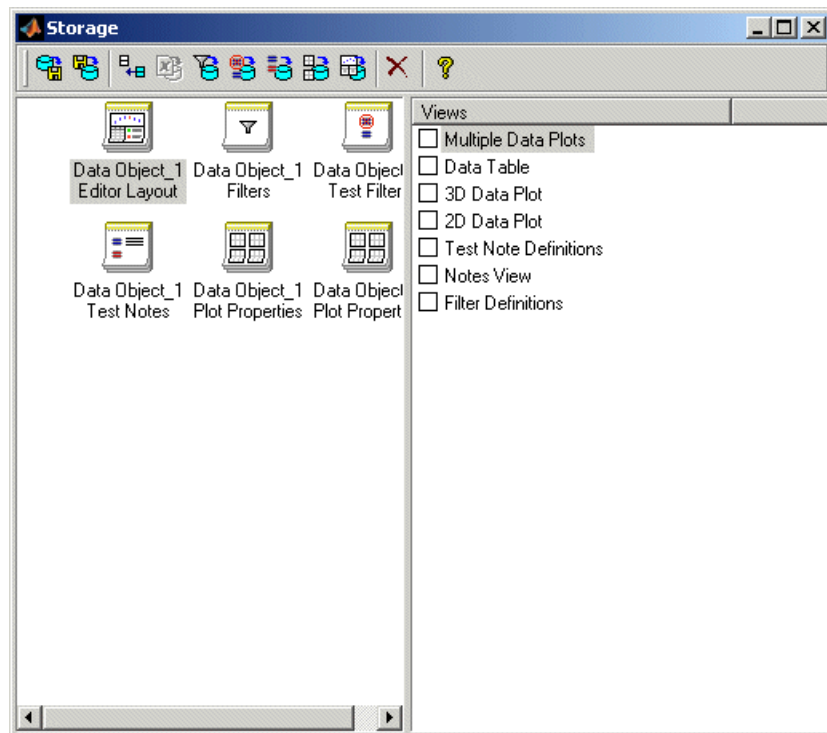 Storage
Data Object_1 Editor Layout
Data Object_1 Filters
Data Object Test Filter
Data Object_1 Test Notes
Data Object_1 Plot Properties
Data Object Plot Propert
Views
Multiple Data Plots
Data Table
3D Data Plot
2D Data Plot
Test Note Definitions
Notes View
Filter Definitions